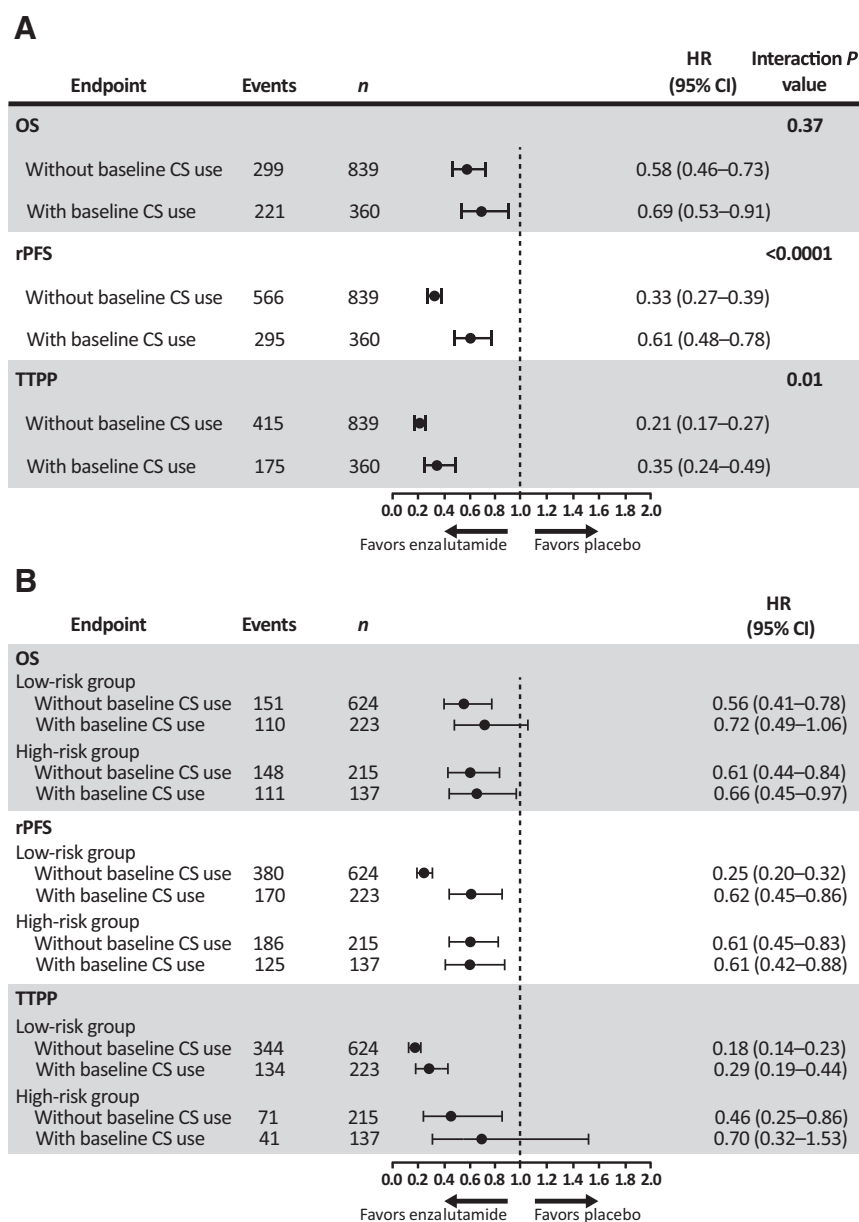 A
Endpoint Events n HR (95% CI) Interaction P value
OS 0.37
Without baseline CS use 299 839 0.58 (0.46–0.73)
With baseline CS use 221 360 0.69 (0.53–0.91)
rPFS <0.0001
Without baseline CS use 566 839 0.33 (0.27–0.39)
With baseline CS use 295 360 0.61 (0.48–0.78)
TTPP 0.01
Without baseline CS use 415 839 0.21 (0.17–0.27)
With baseline CS use 175 360 0.35 (0.24–0.49)
0.0 0.2 0.4 0.6 0.8 1.0 1.2 1.4 1.6 1.8 2.0
Favors enzalutamide Favors placebo
B
Endpoint Events n HR (95% CI)
OS
Low-risk group
Without baseline CS use 151 624 0.56 (0.41–0.78)
With baseline CS use 110 223 0.72 (0.49–1.06)
High-risk group
Without baseline CS use 148 215 0.61 (0.44–0.84)
With baseline CS use 111 137 0.66 (0.45–0.97)
rPFS
Low-risk group
Without baseline CS use 380 624 0.25 (0.20–0.32)
With baseline CS use 170 223 0.62 (0.45–0.86)
High-risk group
Without baseline CS use 186 215 0.61 (0.45–0.83)
With baseline CS use 125 137 0.61 (0.42–0.88)
TTPP
Low-risk group
Without baseline CS use 344 624 0.18 (0.14–0.23)
With baseline CS use 134 223 0.29 (0.19–0.44)
High-risk group
Without baseline CS use 71 215 0.46 (0.25–0.86)
With baseline CS use 41 137 0.70 (0.32–1.53)
0.0 0.2 0.4 0.6 0.8 1.0 1.2 1.4 1.6 1.8 2.0
Favors enzalutamide Favors placebo